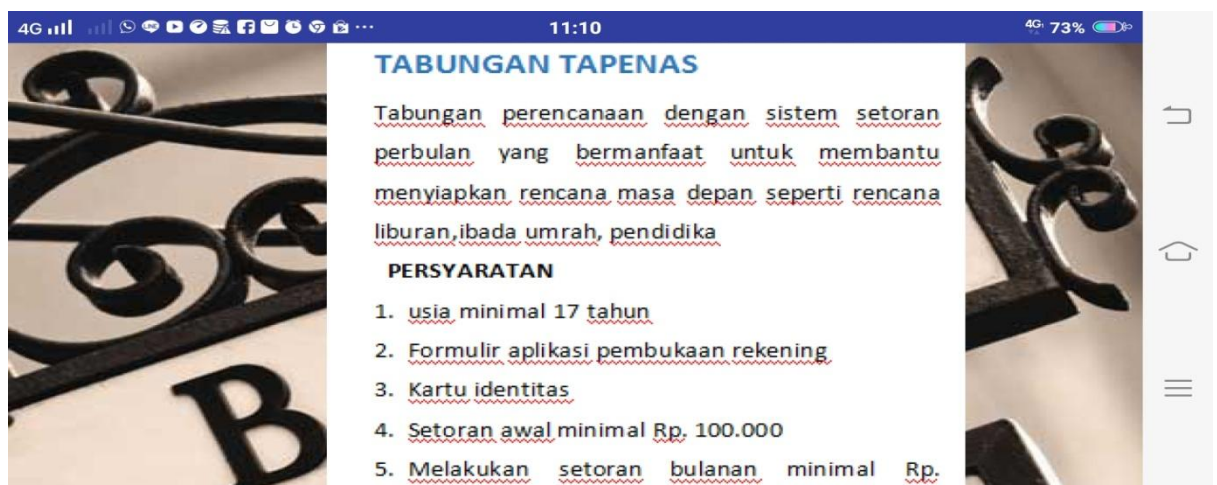 4G 11:10 4G 73%
TABUNGAN TAPENAS
Tabungan perencanaan dengan sistem setoran
perbulan yang bermanfaat untuk membantu
menyiapkan rencana masa depan seperti rencana
liburan,ibada umrah, pendidika
PERSYARATAN
1. usia minimal 17 tahun
2. Formulir aplikasi pembukaan rekening
3. Kartu identitas
4. Setoran awal minimal Rp. 100.000
5. Melakukan setoran bulanan minimal Rp.
B